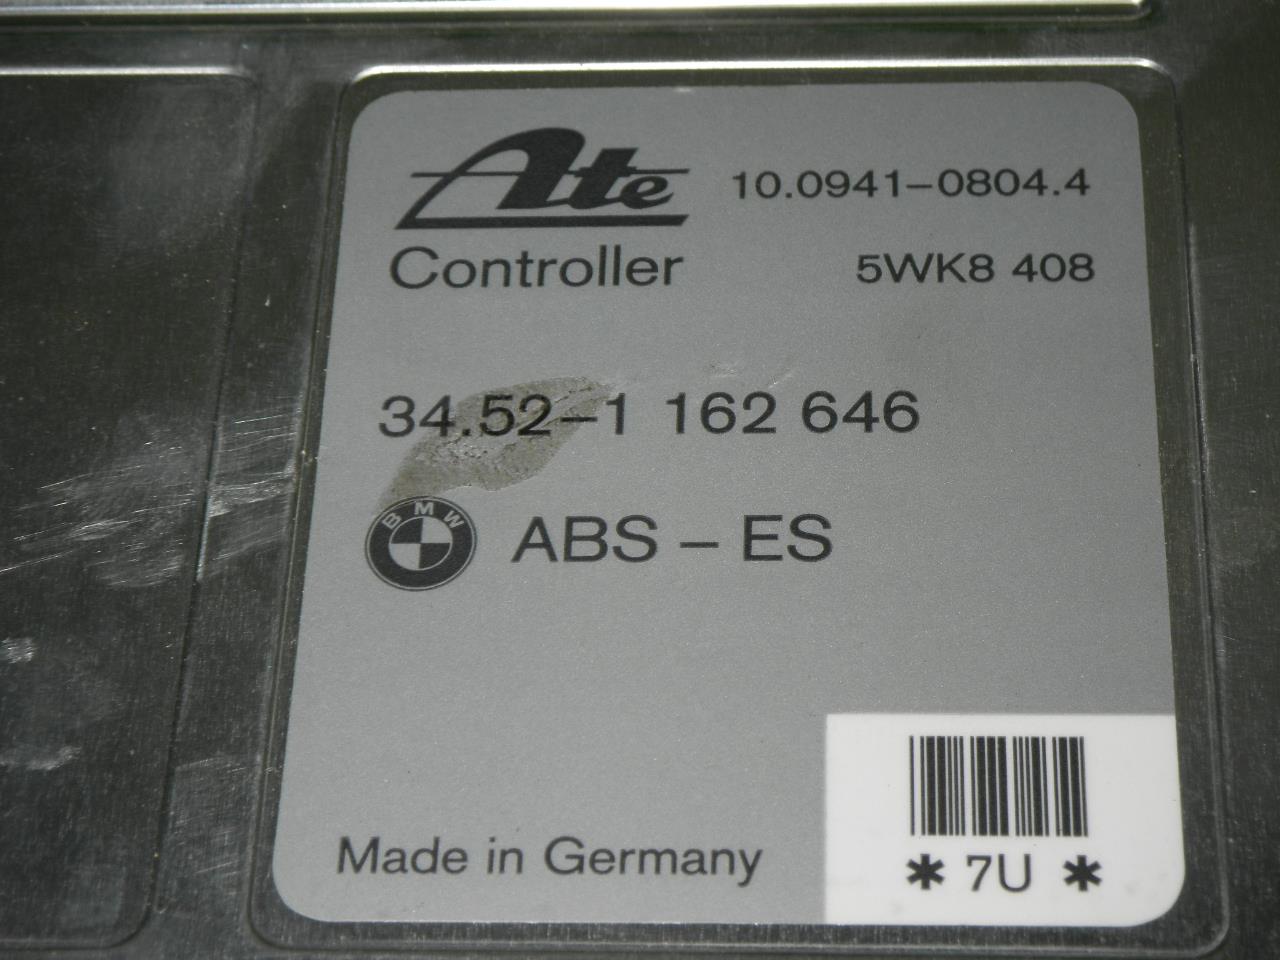 Ate 10.0941-0804.4
Controller 5WK8 408
34.52-1 162 646
BMW ABS - ES
Made in Germany
* 7U *